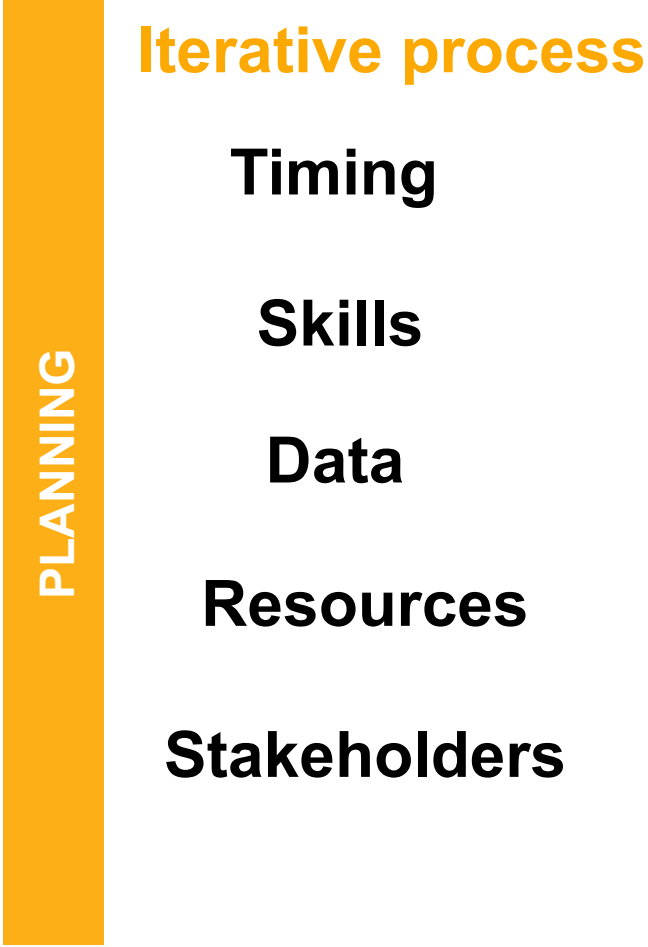 Iterative process
Timing
Skills
Data
Resources
Stakeholders
PLANNING